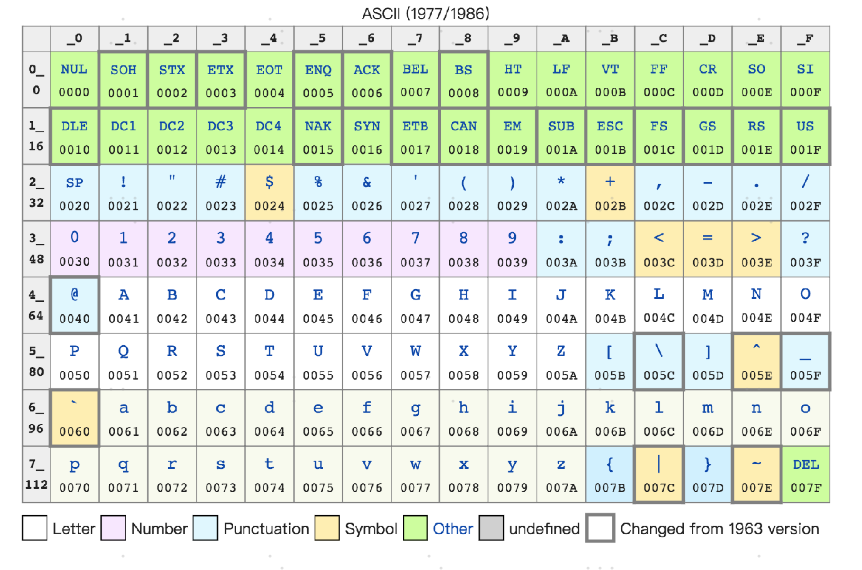 ASCII (1977/1986)
_0 _1 _2 _3 _4 _5 _6 _7 _8 _9 _A _B _C _D _E _F
0_ NUL SOH STX ETX EOT ENQ ACK BEL BS HT LF VT FF CR SO SI
0 0000 0001 0002 0003 0004 0005 0006 0007 0008 0009 000A 000B 000C 000D 000E 000F
1_ DLE DC1 DC2 DC3 DC4 NAK SYN ETB CAN EM SUB ESC FS GS RS US
16 0010 0011 0012 0013 0014 0015 0016 0017 0018 0019 001A 001B 001C 001D 001E 001F
2_ SP ! " # $ % & ' ( ) * + , - . /
32 0020 0021 0022 0023 0024 0025 0026 0027 0028 0029 002A 002B 002C 002D 002E 002F
3_ 0 1 2 3 4 5 6 7 8 9 : ; < = > ?
48 0030 0031 0032 0033 0034 0035 0036 0037 0038 0039 003A 003B 003C 003D 003E 003F
4_ @ A B C D E F G H I J K L M N O
64 0040 0041 0042 0043 0044 0045 0046 0047 0048 0049 004A 004B 004C 004D 004E 004F
5_ P Q R S T U V W X Y Z [ \ ] ^ _
80 0050 0051 0052 0053 0054 0055 0056 0057 0058 0059 005A 005B 005C 005D 005E 005F
6_ ` a b c d e f g h i j k l m n o
96 0060 0061 0062 0063 0064 0065 0066 0067 0068 0069 006A 006B 006C 006D 006E 006F
7_ p q r s t u v w x y z { | } ~ DEL
112 0070 0071 0072 0073 0074 0075 0076 0077 0078 0079 007A 007B 007C 007D 007E 007F
Letter Number Punctuation Symbol Other undefined Changed from 1963 version